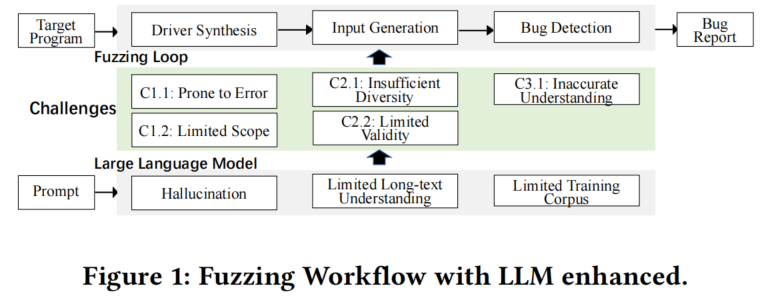 Target
Program
Driver Synthesis
Input Generation
Bug Detection
Bug
Report
Fuzzing Loop
Challenges
C1.1: Prone to Error
C1.2: Limited Scope
C2.1: Insufficient
Diversity
C2.2: Limited
Validity
C3.1: Inaccurate
Understanding
Large Language Model
Prompt
Hallucination
Limited Long-text
Understanding
Limited Training
Corpus
Figure 1: Fuzzing Workflow with LLM enhanced.